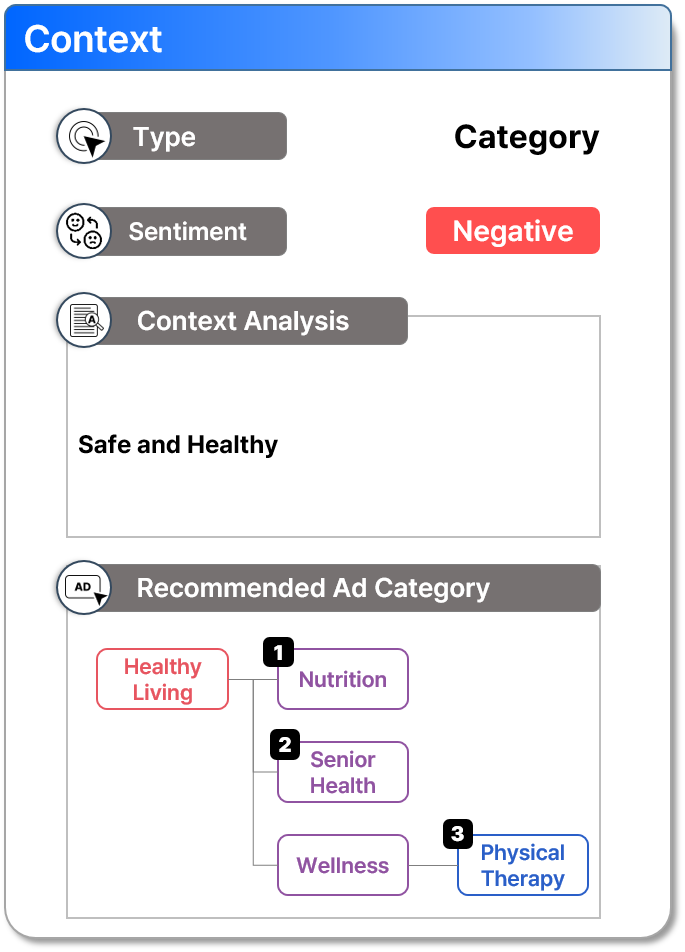 Context
Type
Category
Sentiment
Negative
A
Context Analysis
Safe and Healthy
AD
Recommended Ad Category
Healthy
Living
1
Nutrition
2
Senior
Health
Wellness
3
Physical
Therapy